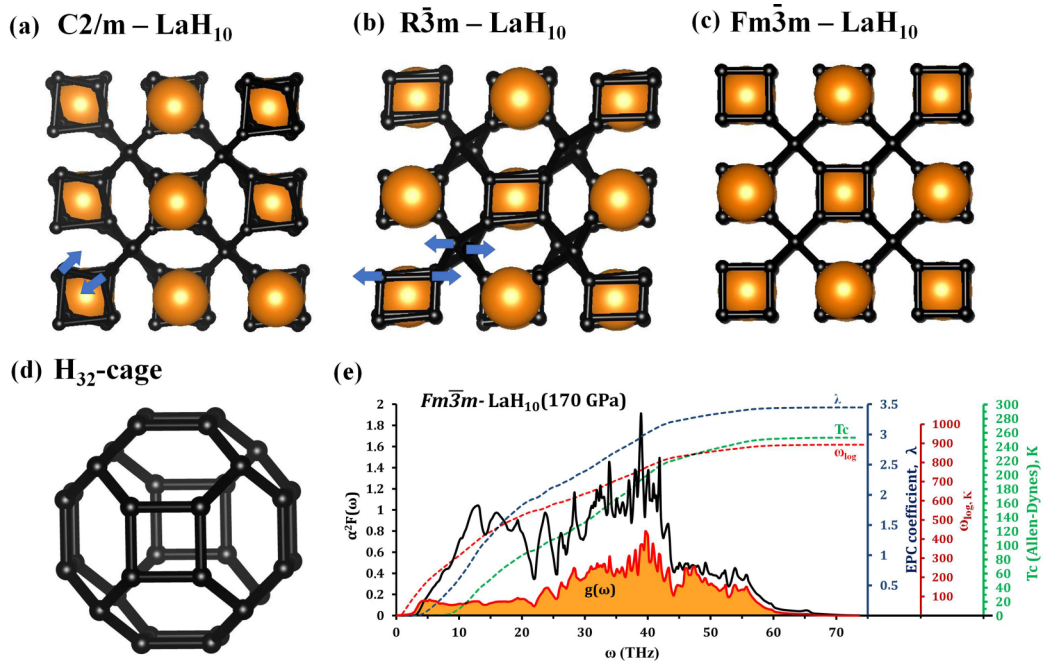 (a) C2/m – LaH₁₀
(b) R3̅m – LaH₁₀
(c) Fm3̅m – LaH₁₀
(d) H₃₂-cage
(e)
Fm3̅m- LaH₁₀(170 GPa)
λ
Tc
ω_log
g(ω)
α²F(ω)
2
1.8
1.6
1.4
1.2
1
0.8
0.6
0.4
0.2
0
0 10 20 30 40 50 60 70
ω (THz)
3.5
3
2.5
2
1.5
1
0.5
EPC coefficient, λ
1000
900
800
700
600
500
400
300
200
100
ω_log, K
300
280
260
240
220
200
180
160
140
120
100
80
60
40
20
0
Tc (Allen-Dynes), K